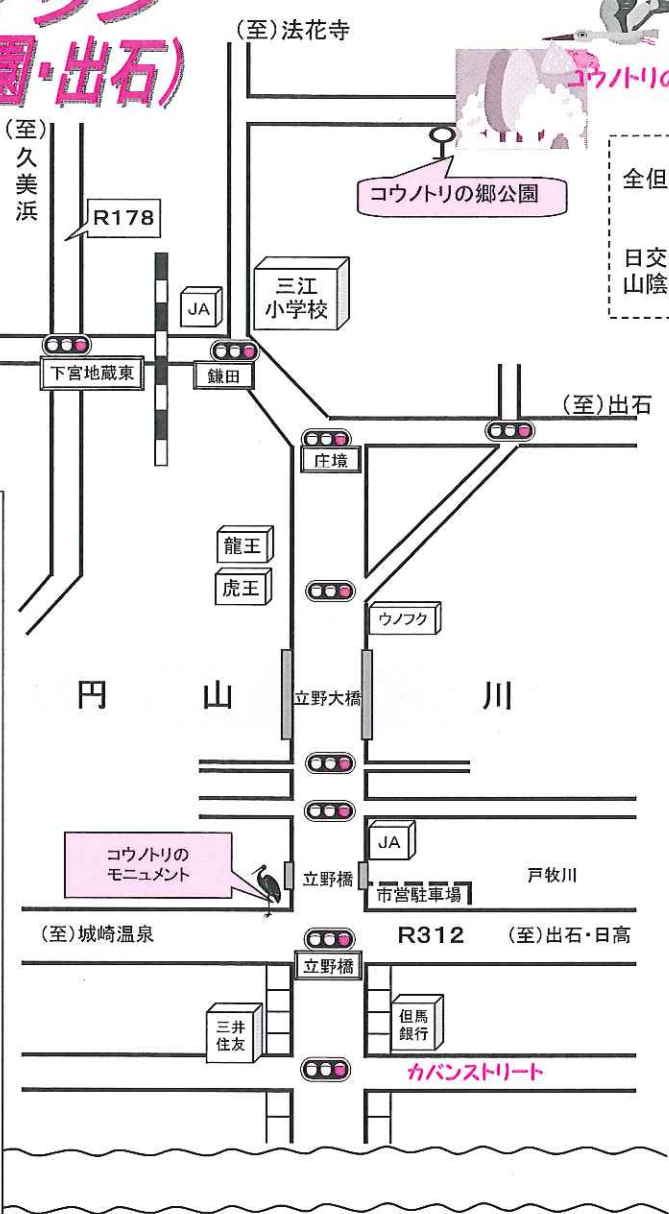 園・出石)
(至)法花寺
コウノトリの
(至)
久美浜
R178
コウノトリの郷公園
全但
日交
山陰
JA
三江
小学校
下宮地蔵東
鎌田
(至)出石
庄境
龍王
虎王
ウノフク
円山川
立野大橋
コウノトリの
モニュメント
JA
立野橋
市営駐車場
戸牧川
(至)城崎温泉
R312
(至)出石・日高
立野橋
三井
住友
但馬
銀行
カバンストリート